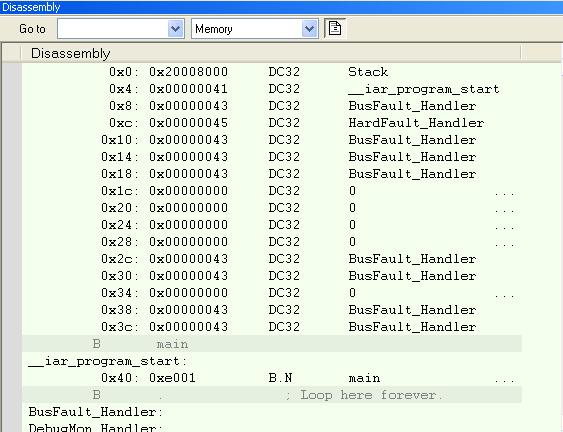 Disassembly
Go to Memory
Disassembly
0x0: 0x20008000 DC32 Stack
0x4: 0x00000041 DC32 __iar_program_start
0x8: 0x00000043 DC32 BusFault_Handler
0xc: 0x00000045 DC32 HardFault_Handler
0x10: 0x00000043 DC32 BusFault_Handler
0x14: 0x00000043 DC32 BusFault_Handler
0x18: 0x00000043 DC32 BusFault_Handler
0x1c: 0x00000000 DC32 0 ...
0x20: 0x00000000 DC32 0 ...
0x24: 0x00000000 DC32 0 ...
0x28: 0x00000000 DC32 0 ...
0x2c: 0x00000043 DC32 BusFault_Handler
0x30: 0x00000043 DC32 BusFault_Handler
0x34: 0x00000000 DC32 0 ...
0x38: 0x00000043 DC32 BusFault_Handler
0x3c: 0x00000043 DC32 BusFault_Handler
B main
__iar_program_start:
0x40: 0xe001 B.N main ...
B . ; Loop here forever.
BusFault_Handler:
DebugMon_Handler: